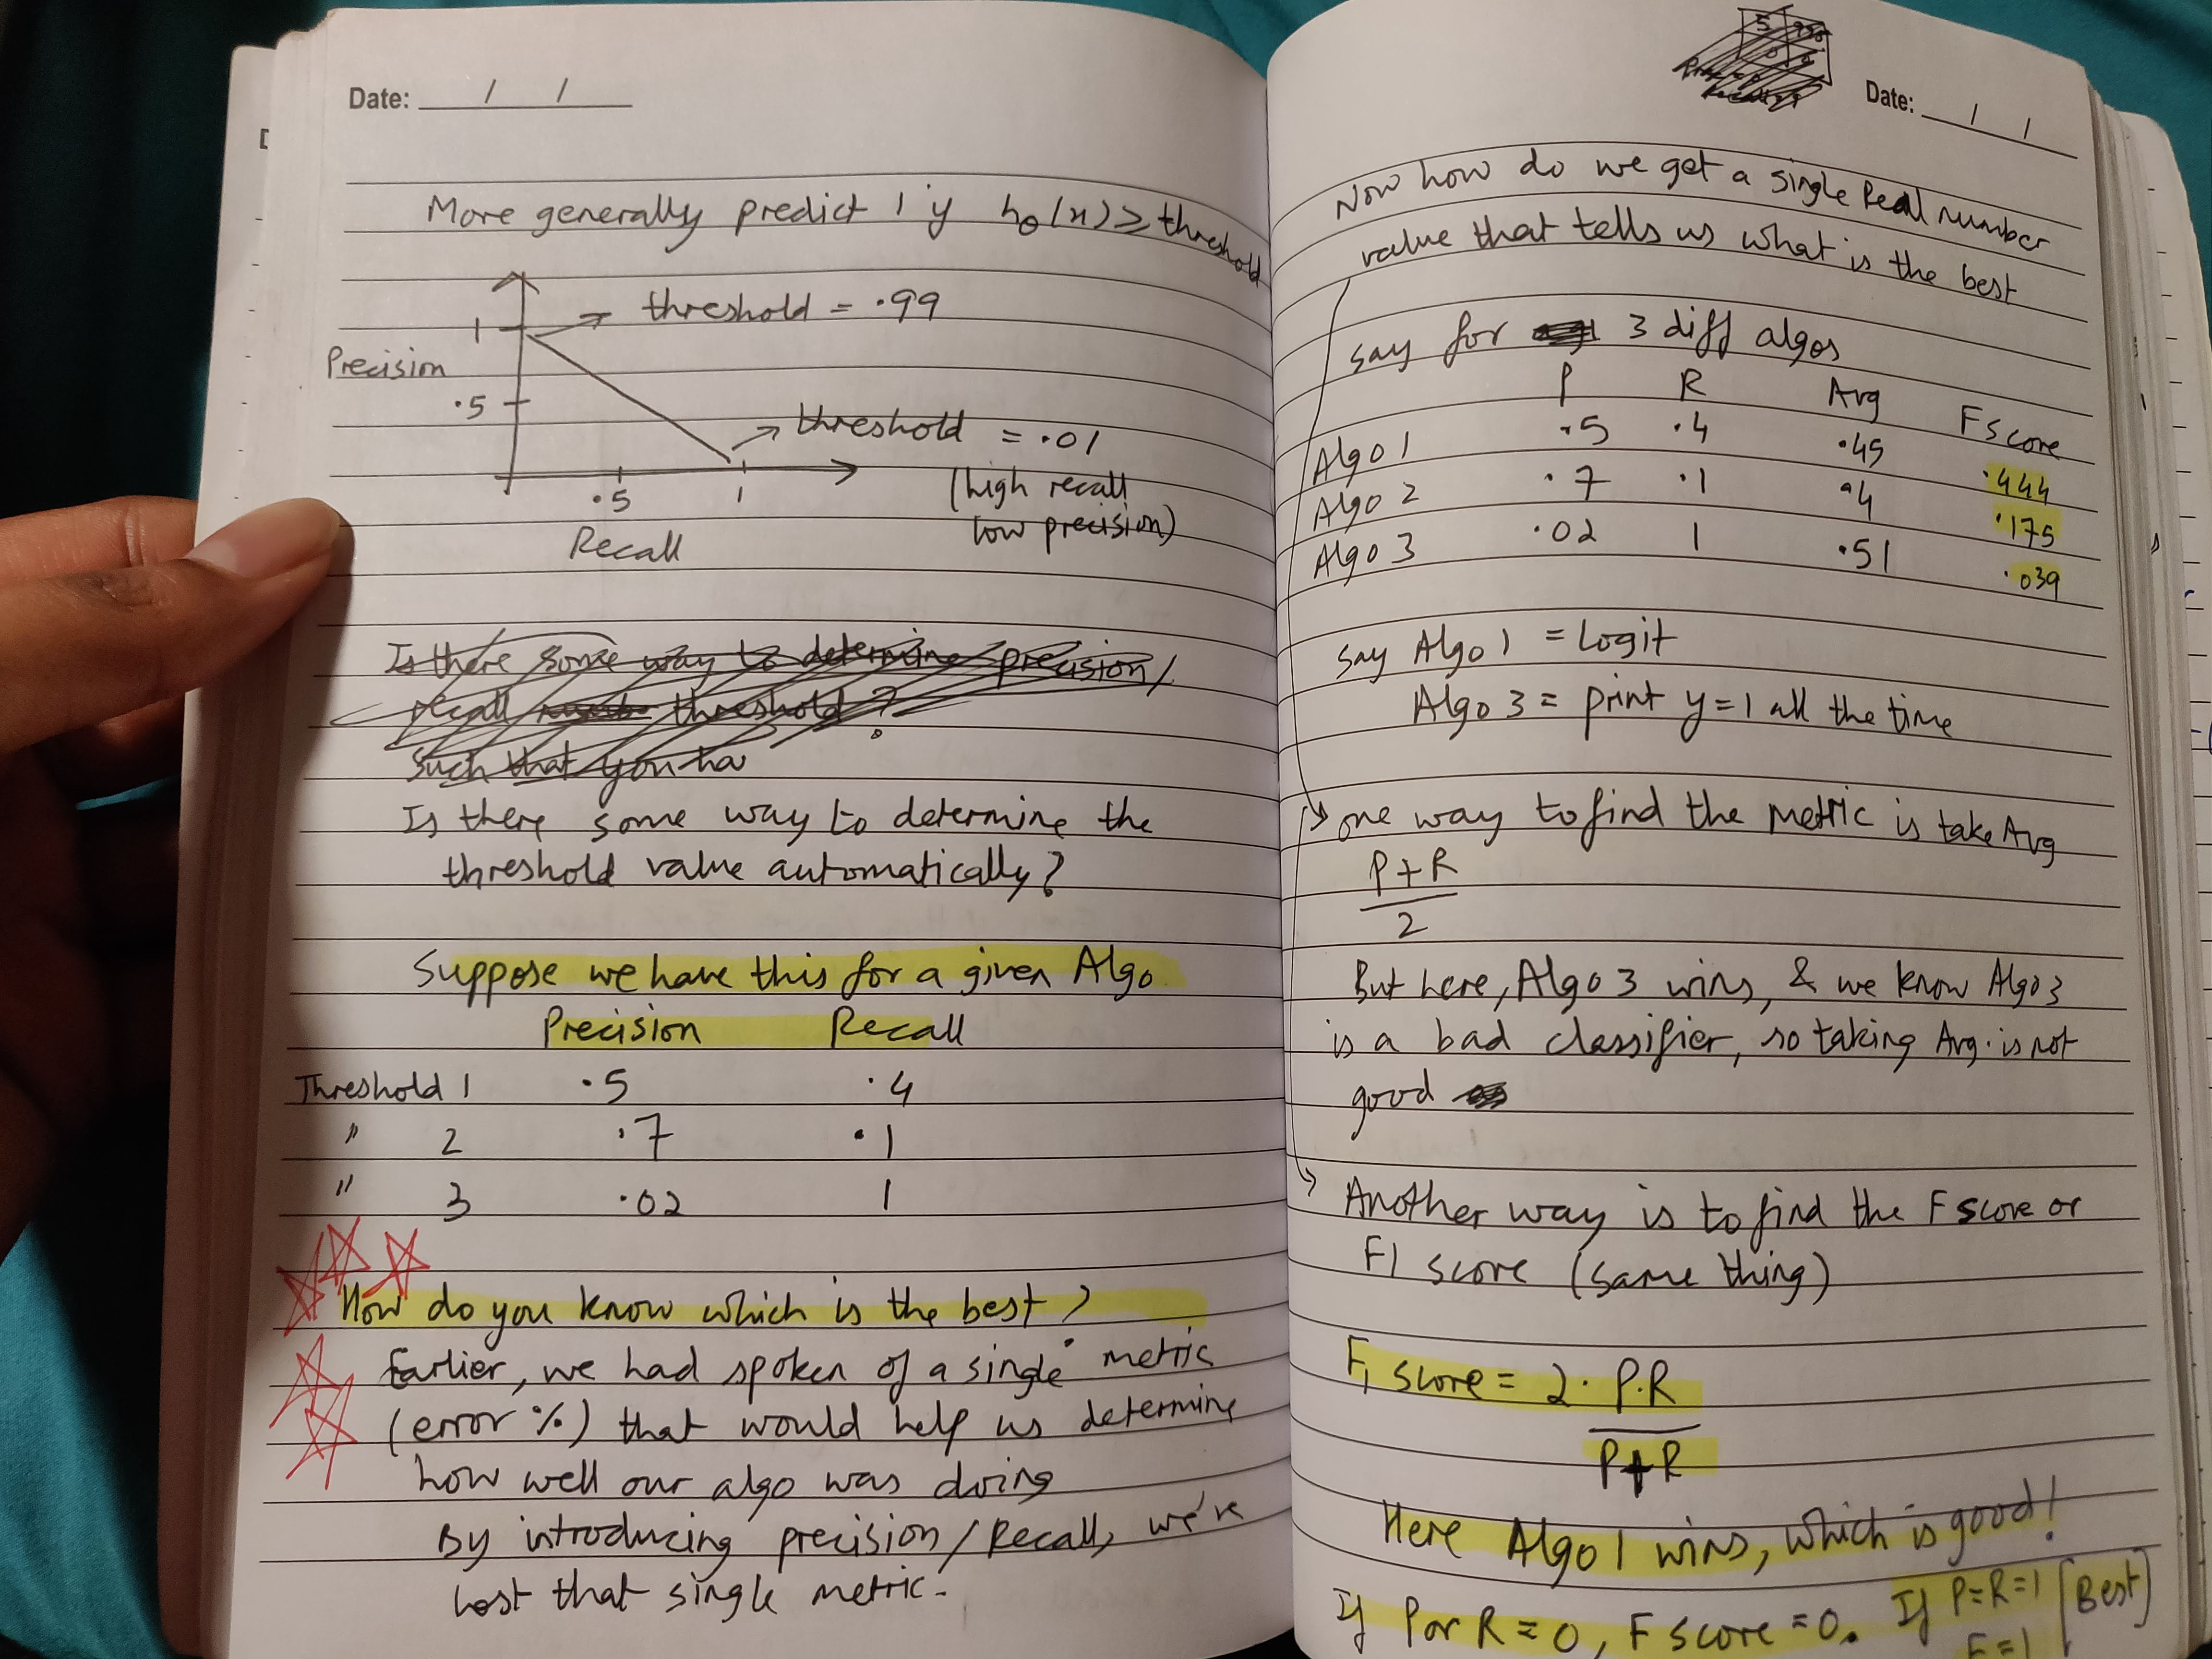 Date: / /
More generally predict 1 if hθ(x) ≥ threshold
1
threshold = .99
Precision
.5
threshold = .01
(high recall
low precision)
.5
1
Recall
Is there some way to determine precision/
recall threshold?
Such that you ha
Is there some way to determine the
threshold value automatically?
Suppose we have this for a given Algo
Precision Recall
Threshold 1 .5 .4
" 2 .7 .1
" 3 .02 1
How do you know which is the best?
Earlier, we had spoken of a single metric
(error %) that would help us determine
how well our algo was doing
By introducing precision/Recall, we've
lost that single metric.
Date: / /
Now how do we get a single Real number
value that tells us what is the best
say for 3 diff algos
P R Avg F score
Algo 1 .5 .4 .45 .444
Algo 2 .7 .1 .4 .175
Algo 3 .02 1 .51 .039
say Algo 1 = Logit
Algo 3 = print y=1 all the time
one way to find the metric is take Avg
P+R
2
But here, Algo 3 wins, & we know Algo 3
is a bad classifier, so taking Avg. is not
good
Another way is to find the F score or
F1 score (same thing)
F1 score = 2. P.R
P+R
Here Algo 1 wins, which is good!
If P or R = 0, F score = 0. If P=R=1 [Best]
F=1